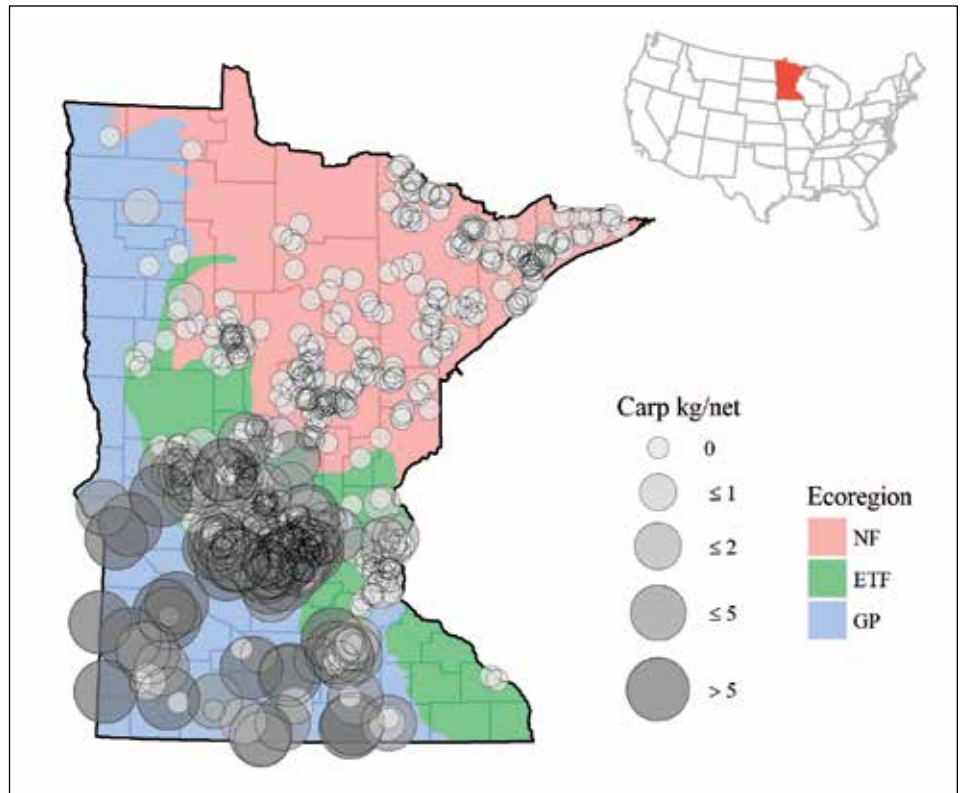 Carp kg/net
0
≤ 1
≤ 2
≤ 5
> 5
Ecoregion
NF
ETF
GP